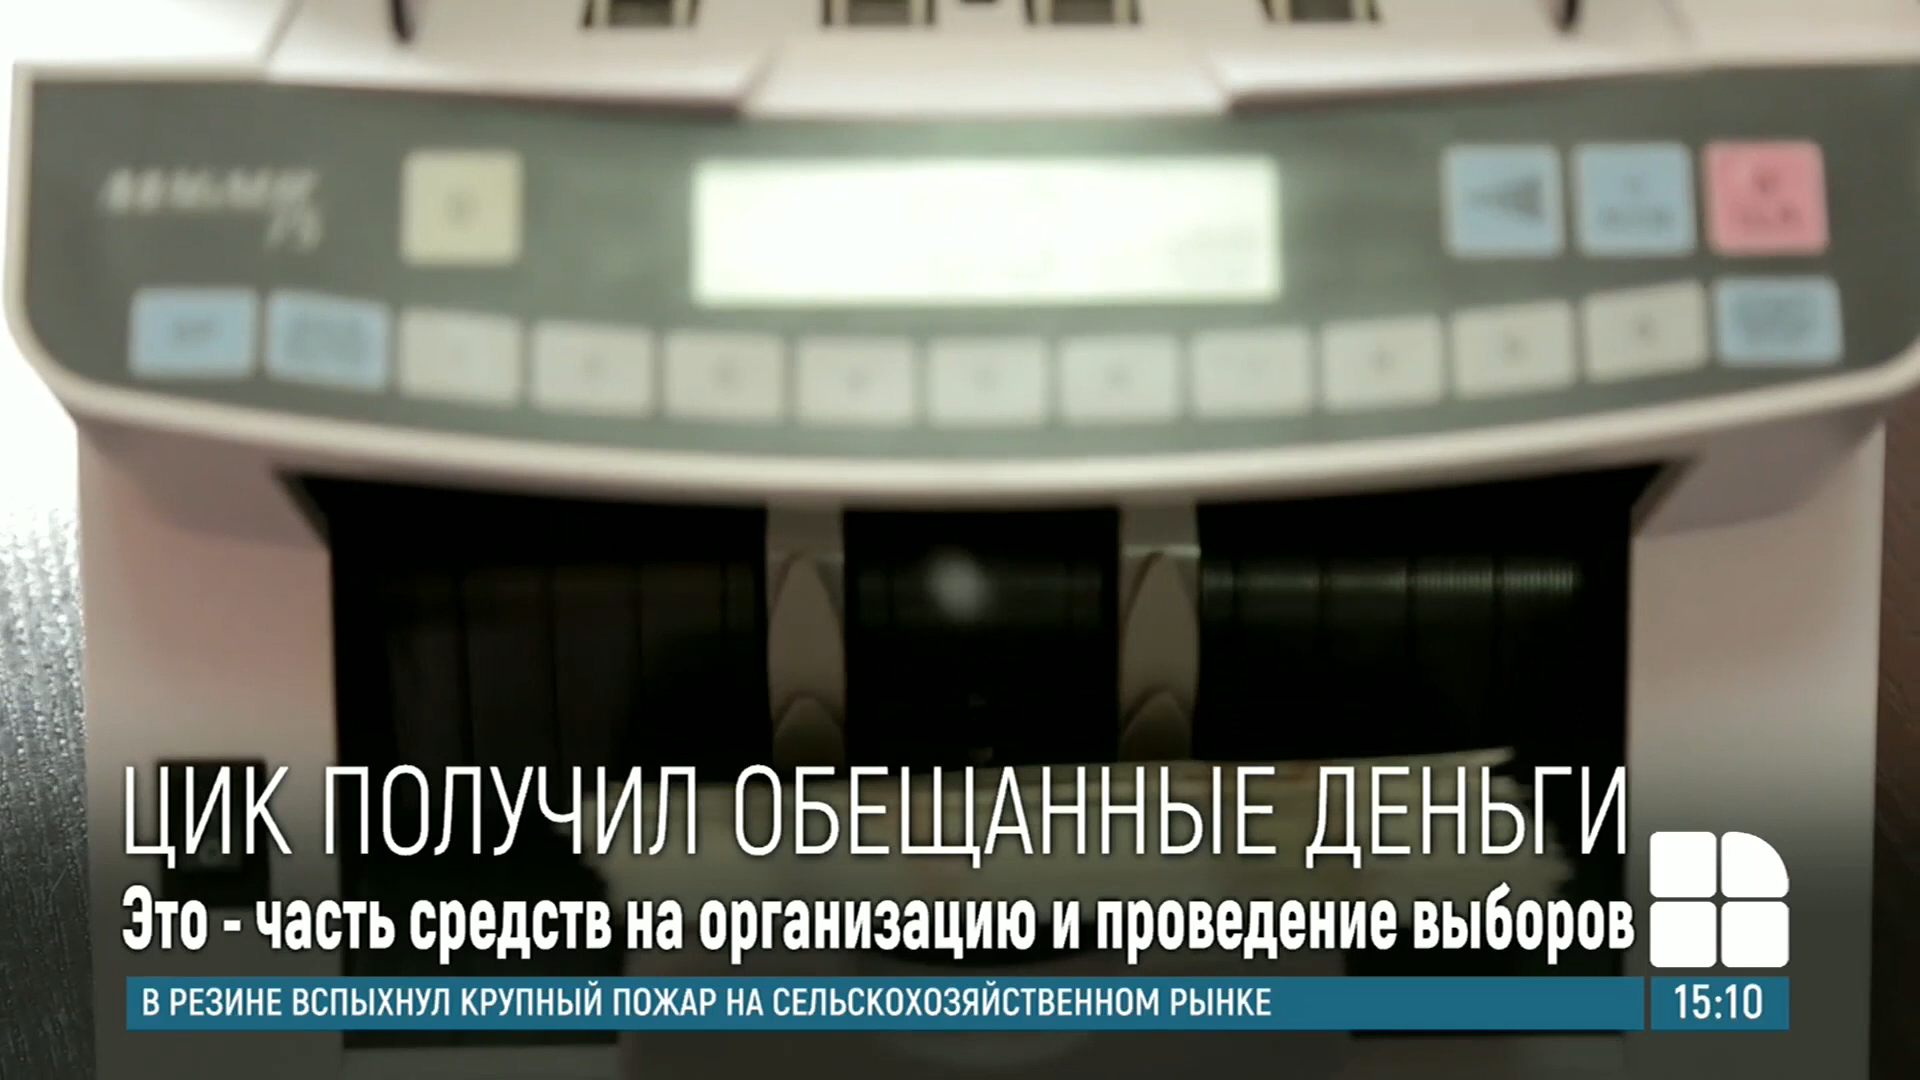 ЦИК ПОЛУЧИЛ ОБЕЩАННЫЕ ДЕНЬГИ
Это - часть средств на организацию и проведение выборов
В РЕЗИНЕ ВСПЫХНУЛ КРУПНЫЙ ПОЖАР НА СЕЛЬСКОХОЗЯЙСТВЕННОМ РЫНКЕ
15:10